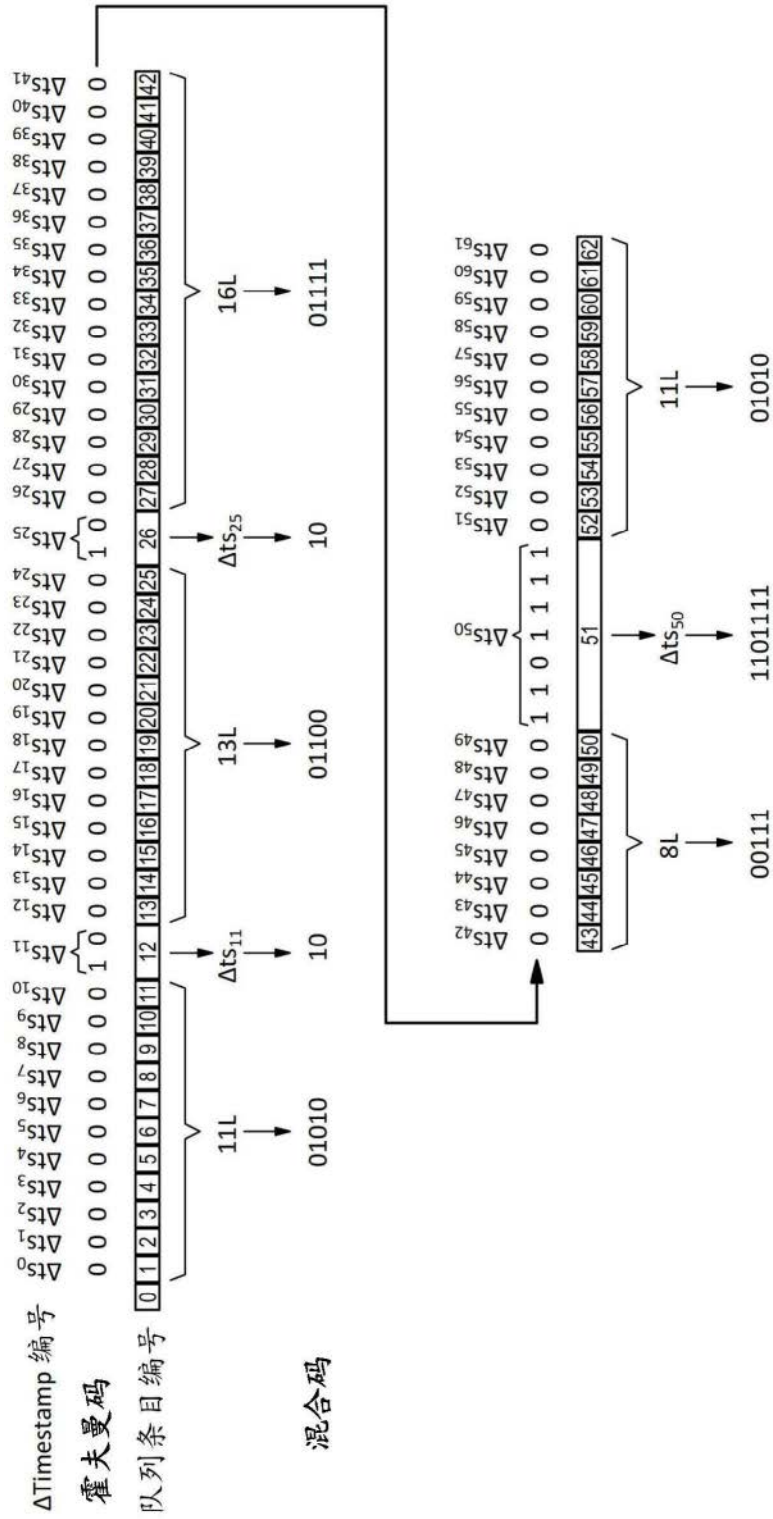 ΔTimestamp 编号 Δts0 Δts1 Δts2 Δts3 Δts4 Δts5 Δts6 Δts7 Δts8 Δts9 Δts10 Δts11 Δts12 Δts13 Δts14 Δts15 Δts16 Δts17 Δts18 Δts19 Δts20 Δts21 Δts22 Δts23 Δts24 Δts25 Δts26 Δts27 Δts28 Δts29 Δts30 Δts31 Δts32 Δts33 Δts34 Δts35 Δts36 Δts37 Δts38 Δts39 Δts40 Δts41
霍夫曼码 0 0 0 0 0 0 0 0 0 0 0 1 0 0 0 0 0 0 0 0 0 0 0 0 0 0 1 0 0 0 0 0 0 0 0 0 0 0 0 0 0 0 0 0
队列条目编号 0 1 2 3 4 5 6 7 8 9 10 11 12 13 14 15 16 17 18 19 20 21 22 23 24 25 26 27 28 29 30 31 32 33 34 35 36 37 38 39 40 41 42
11L Δts11 13L Δts25 16L
混合码 01010 10 01100 10 01111
Δts42 Δts43 Δts44 Δts45 Δts46 Δts47 Δts48 Δts49 Δts50 Δts51 Δts52 Δts53 Δts54 Δts55 Δts56 Δts57 Δts58 Δts59 Δts60 Δts61
0 0 0 0 0 0 0 0 1 1 0 1 1 1 1 0 0 0 0 0 0 0 0 0 0 0
43 44 45 46 47 48 49 50 51 52 53 54 55 56 57 58 59 60 61 62
8L Δts50 11L
00111 1101111 01010